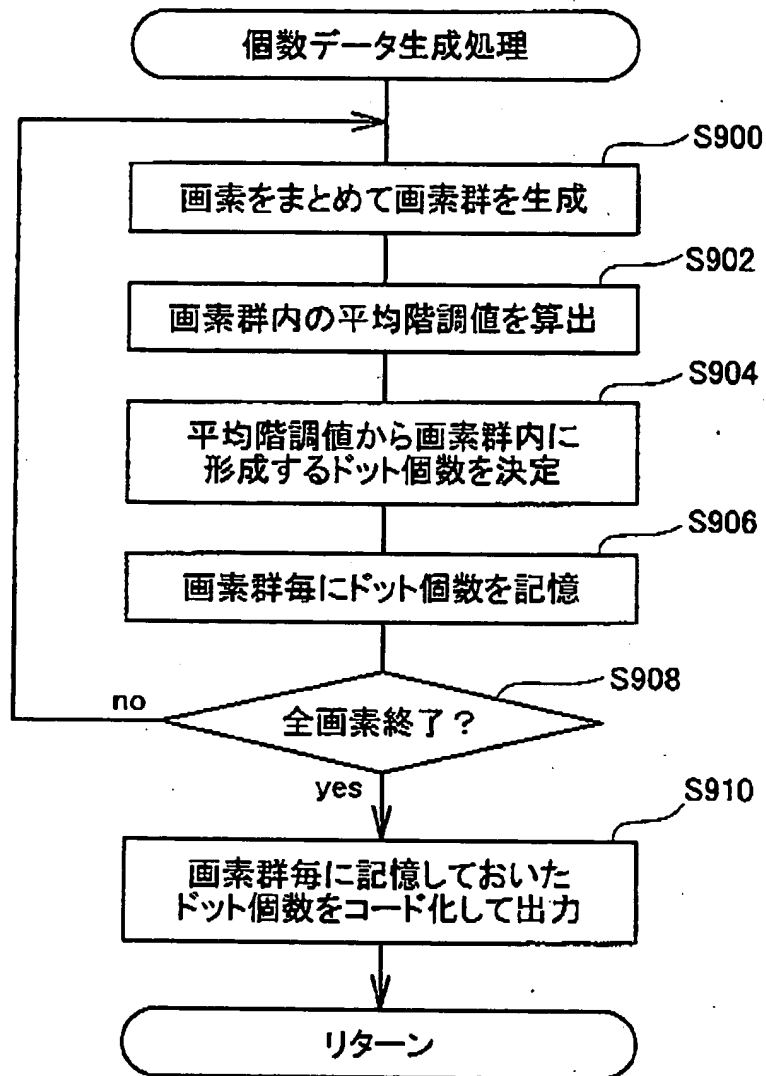 個数データ生成処理
S900
画素をまとめて画素群を生成
S902
画素群内の平均階調値を算出
S904
平均階調値から画素群内に
形成するドット個数を決定
S906
画素群毎にドット個数を記憶
S908
no
全画素終了？
yes
S910
画素群毎に記憶しておいた
ドット個数をコード化して出力
リターン